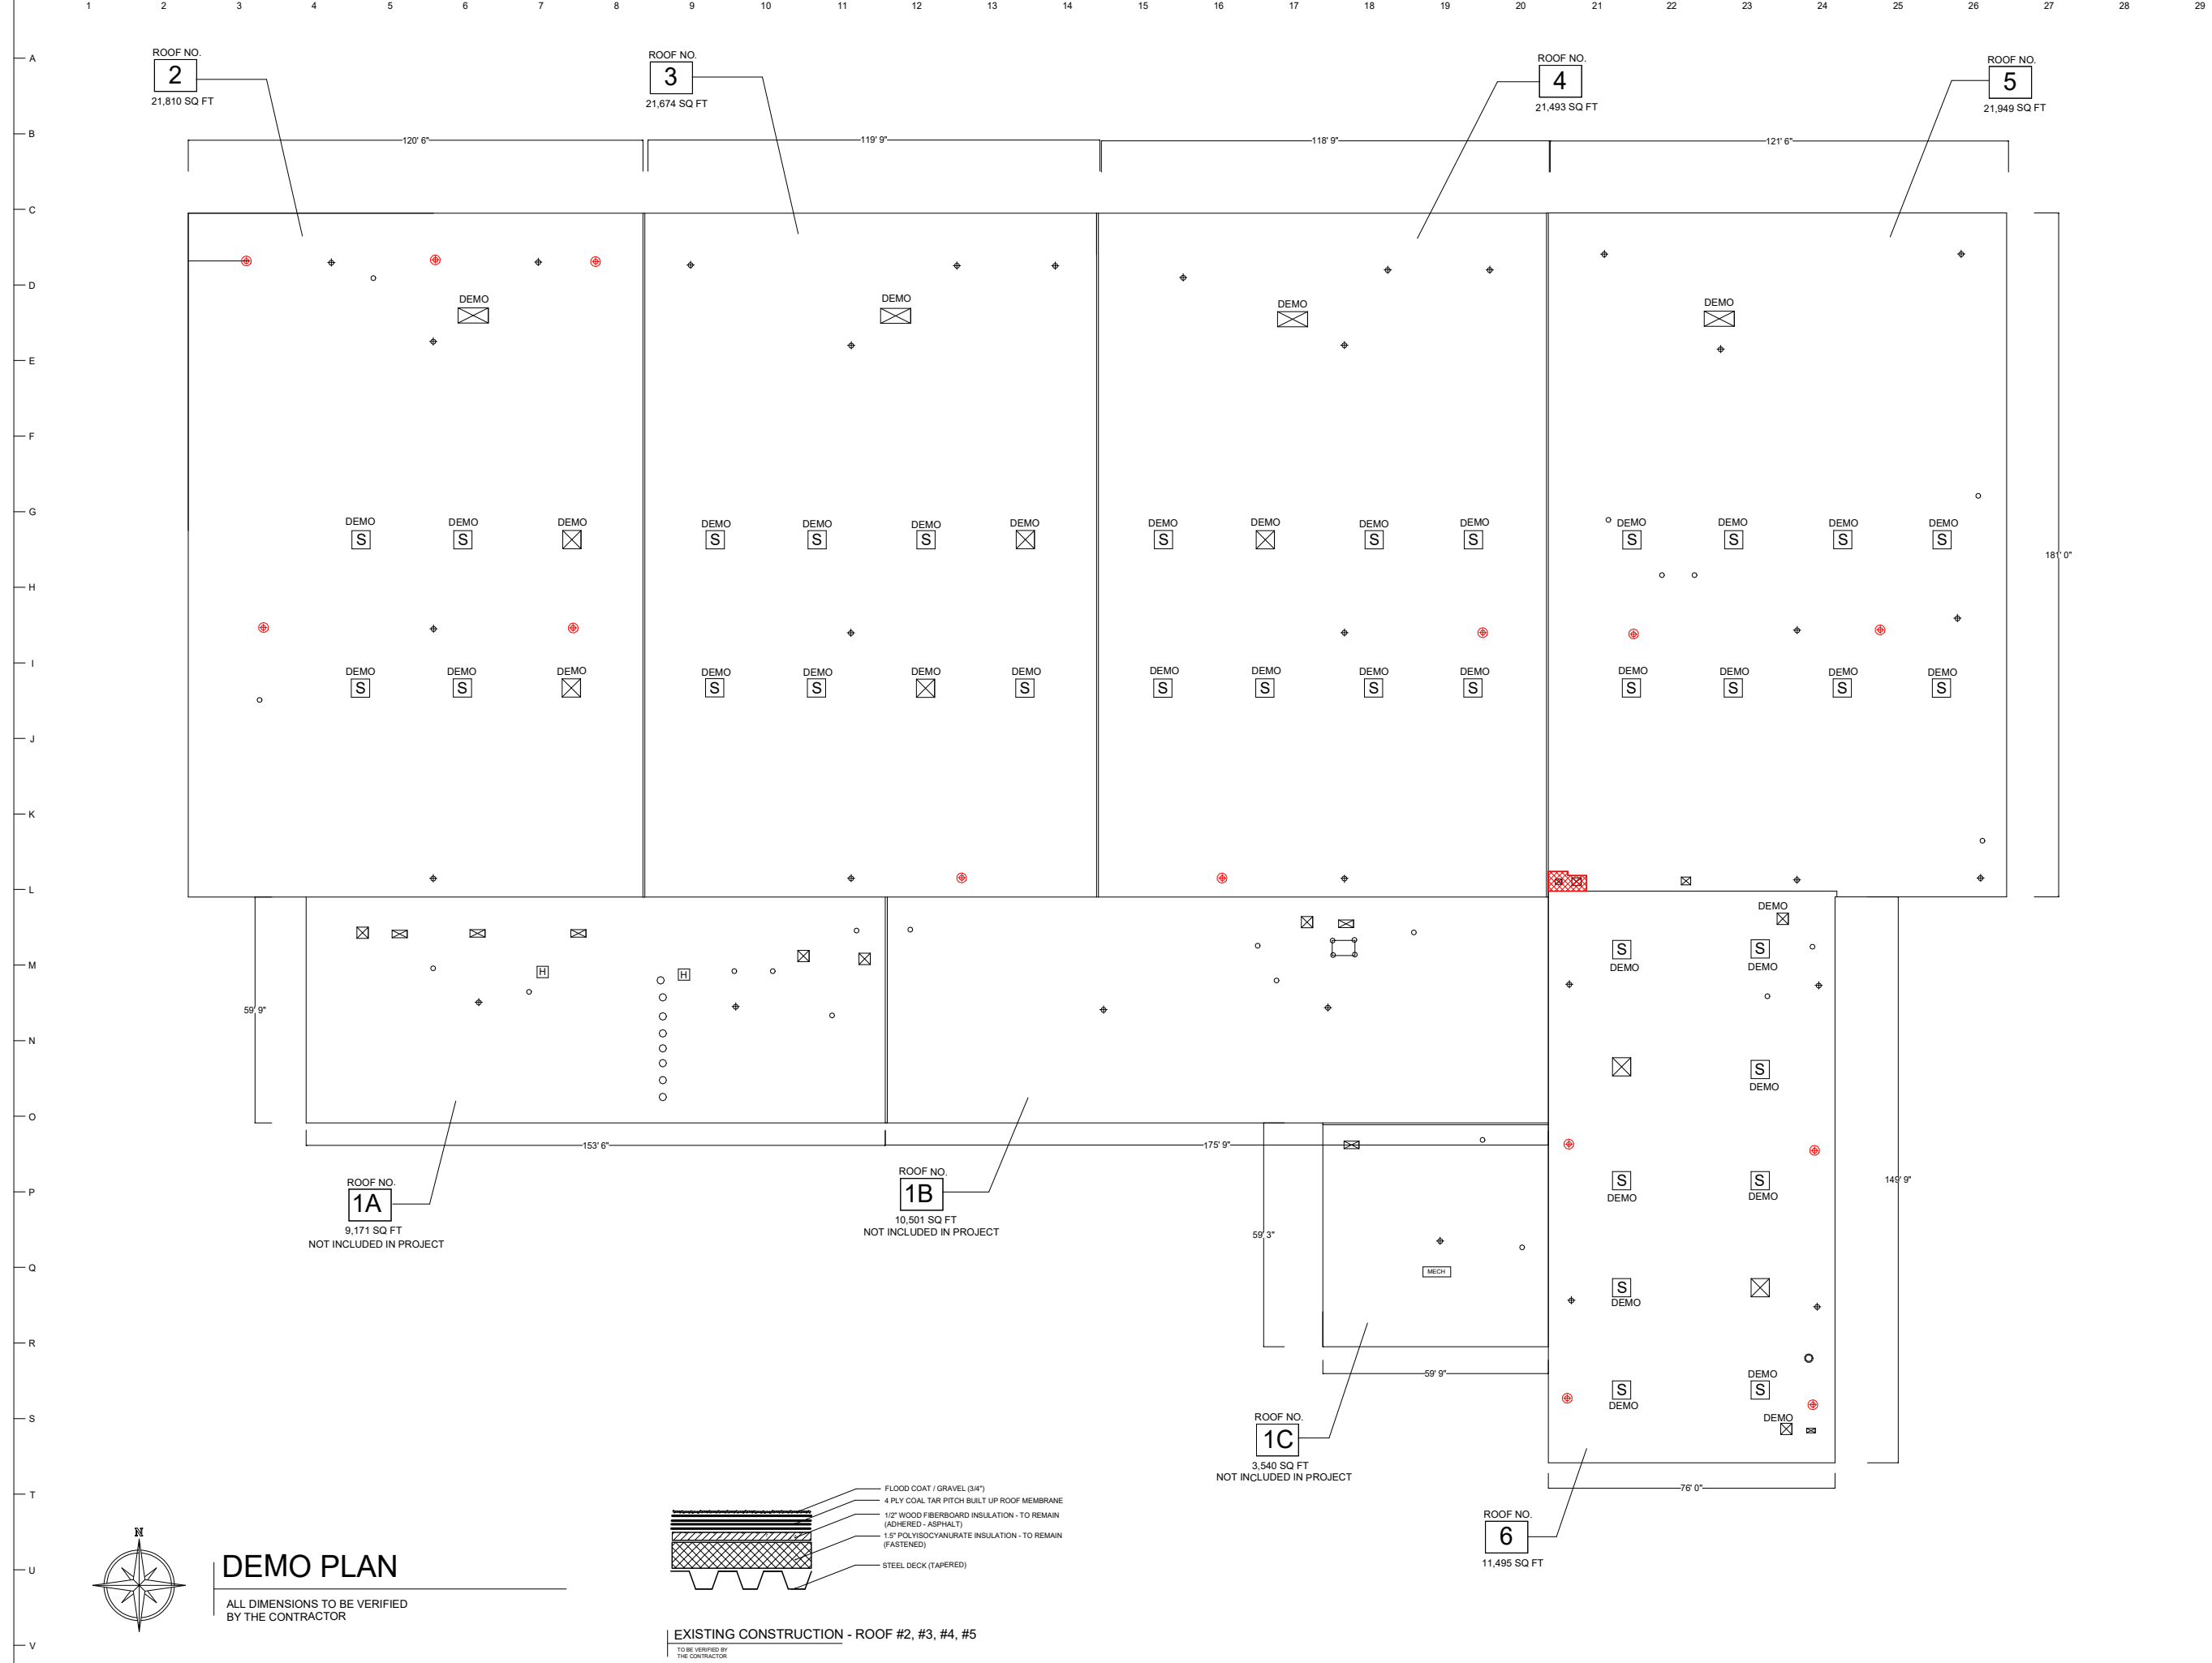 1 2 3 4 5 6 7 8 9 10 11 12 13 14 15 16 17 18 19 20 21 22 23 24 25 26 27 28 29
A
B
C
D
E
F
G
H
I
J
K
L
M
N
O
P
Q
R
S
T
U
V
ROOF NO.
2
21,810 SQ FT
ROOF NO.
3
21,674 SQ FT
ROOF NO.
4
21,493 SQ FT
ROOF NO.
5
21,949 SQ FT
120' 6"
119' 9"
118' 9"
121' 6"
DEMO DEMO DEMO DEMO
DEMO DEMO DEMO DEMO DEMO DEMO DEMO DEMO DEMO DEMO DEMO DEMO DEMO DEMO DEMO
S S S S S S S S S S S S
181' 0"
DEMO DEMO DEMO DEMO DEMO DEMO DEMO DEMO DEMO DEMO DEMO DEMO DEMO DEMO DEMO
S S S S S S S S S S S S S
DEMO
S S
DEMO DEMO
H H
59' 9"
S
DEMO
153' 6"
175' 9"
S S
DEMO DEMO
149' 9"
ROOF NO.
1A
9,171 SQ FT
NOT INCLUDED IN PROJECT
ROOF NO.
1B
10,501 SQ FT
NOT INCLUDED IN PROJECT
59' 3"
MECH
S
DEMO
59' 9"
DEMO
S S
DEMO
DEMO
ROOF NO.
1C
3,540 SQ FT
NOT INCLUDED IN PROJECT
76' 0"
ROOF NO.
6
11,495 SQ FT
FLOOD COAT / GRAVEL (3/4")
4 PLY COAL TAR PITCH BUILT UP ROOF MEMBRANE
1/2" WOOD FIBERBOARD INSULATION - TO REMAIN
(ADHERED - ASPHALT)
1.5" POLYISOCYANURATE INSULATION - TO REMAIN
(FASTENED)
STEEL DECK (TAPERED)
N
DEMO PLAN
ALL DIMENSIONS TO BE VERIFIED
BY THE CONTRACTOR
EXISTING CONSTRUCTION - ROOF #2, #3, #4, #5
TO BE VERIFIED BY
THE CONTRACTOR